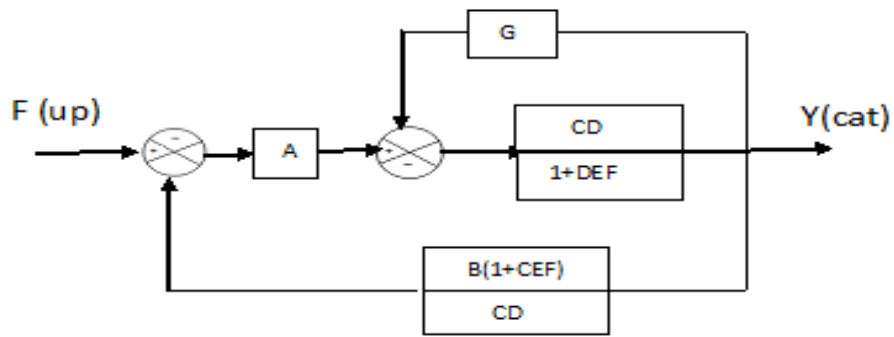 G
F (up)
Y(cat)
-
+
A
+
-
CD
1+DEF
B(1+CEF)
CD